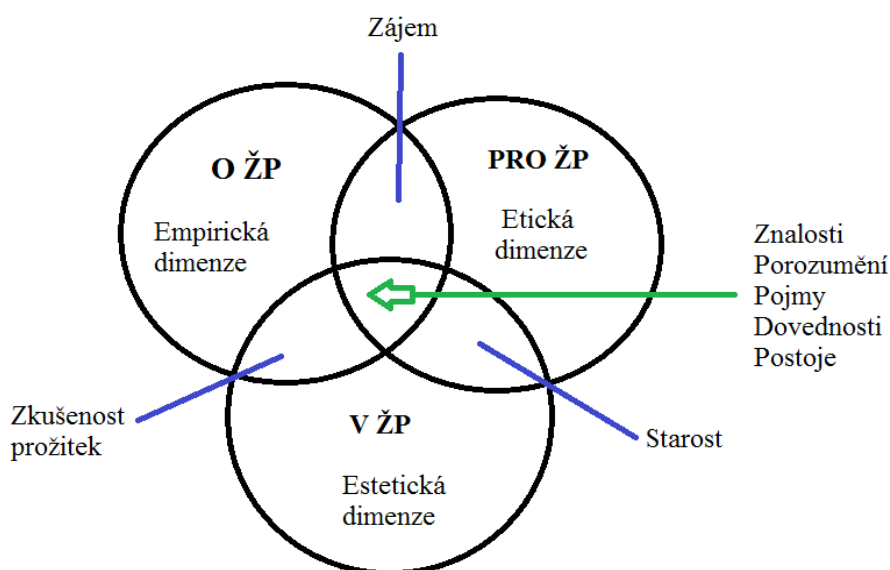 Zájem
O ŽP
Empirická
dimenze
PRO ŽP
Etická
dimenze
Znalosti
Porozumění
Pojmy
Dovednosti
Postoje
Zkušenost
prožitek
V ŽP
Estetická
dimenze
Starost